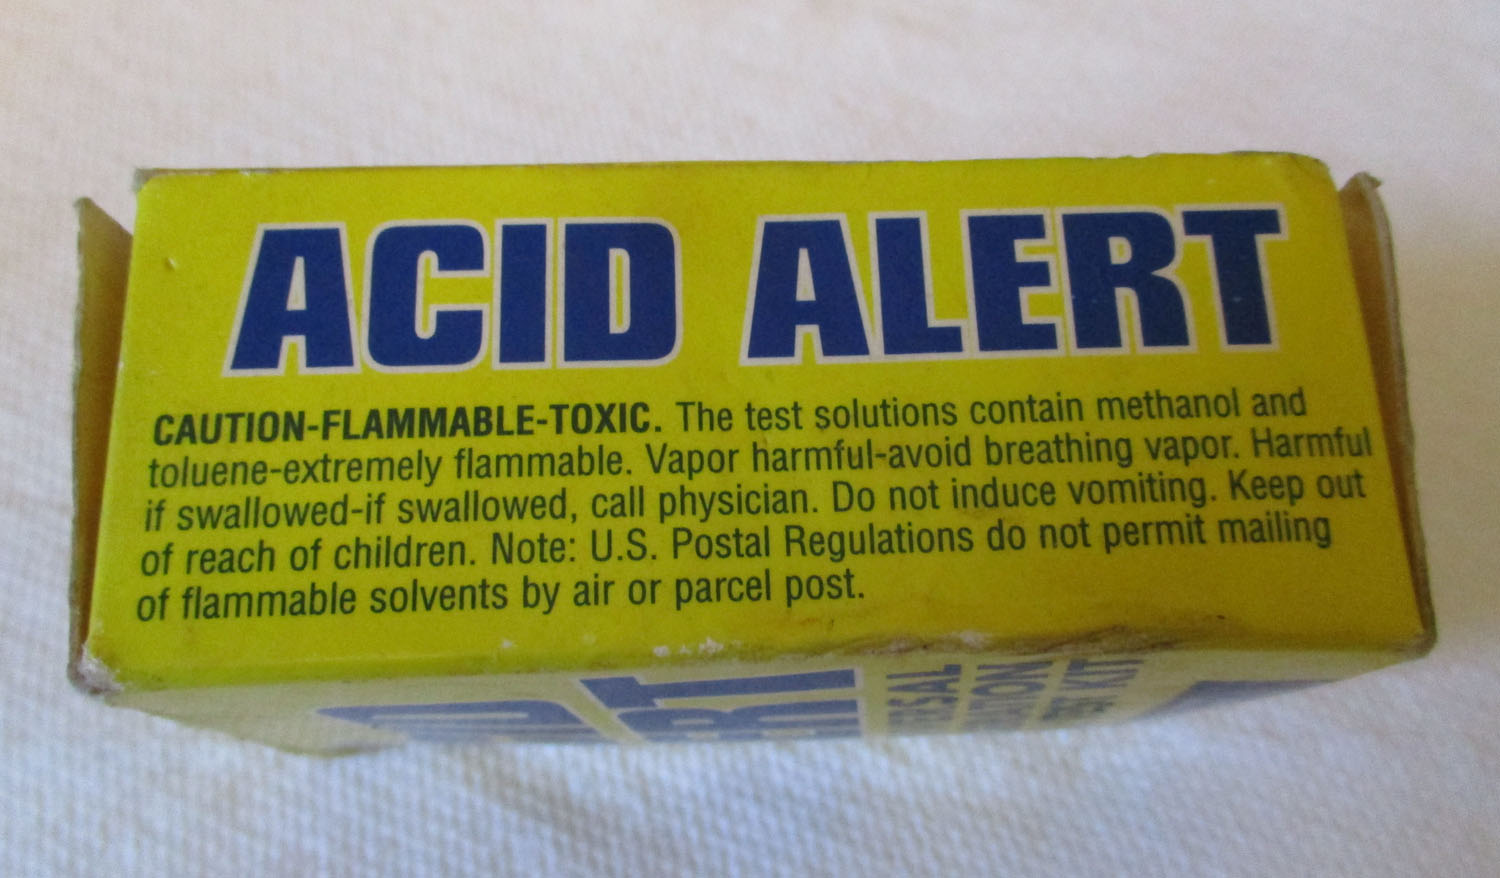 ACID ALERT
CAUTION-FLAMMABLE-TOXIC. The test solutions contain methanol and
toluene-extremely flammable. Vapor harmful-avoid breathing vapor. Harmful
if swallowed-if swallowed, call physician. Do not induce vomiting. Keep out
of reach of children. Note: U.S. Postal Regulations do not permit mailing
of flammable solvents by air or parcel post.
KIT